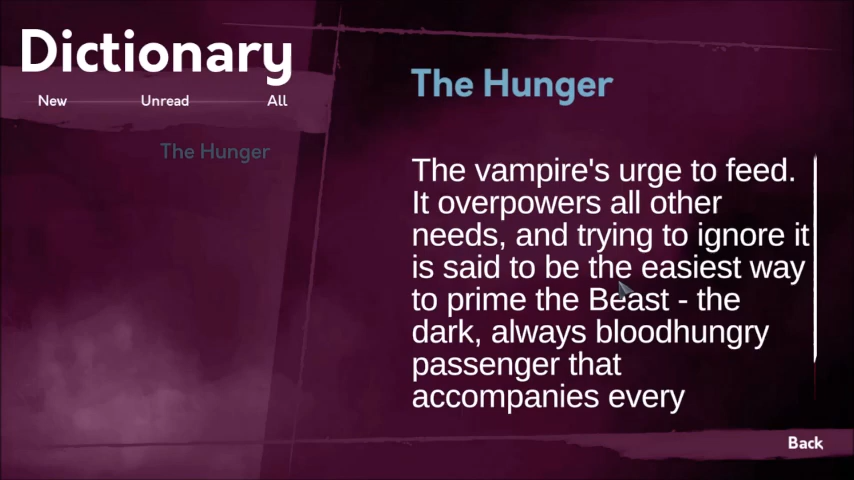 Dictionary
New Unread All
The Hunger
The Hunger
The vampire's urge to feed.
It overpowers all other
needs, and trying to ignore it
is said to be the easiest way
to prime the Beast - the
dark, always bloodhungry
passenger that
accompanies every
Back